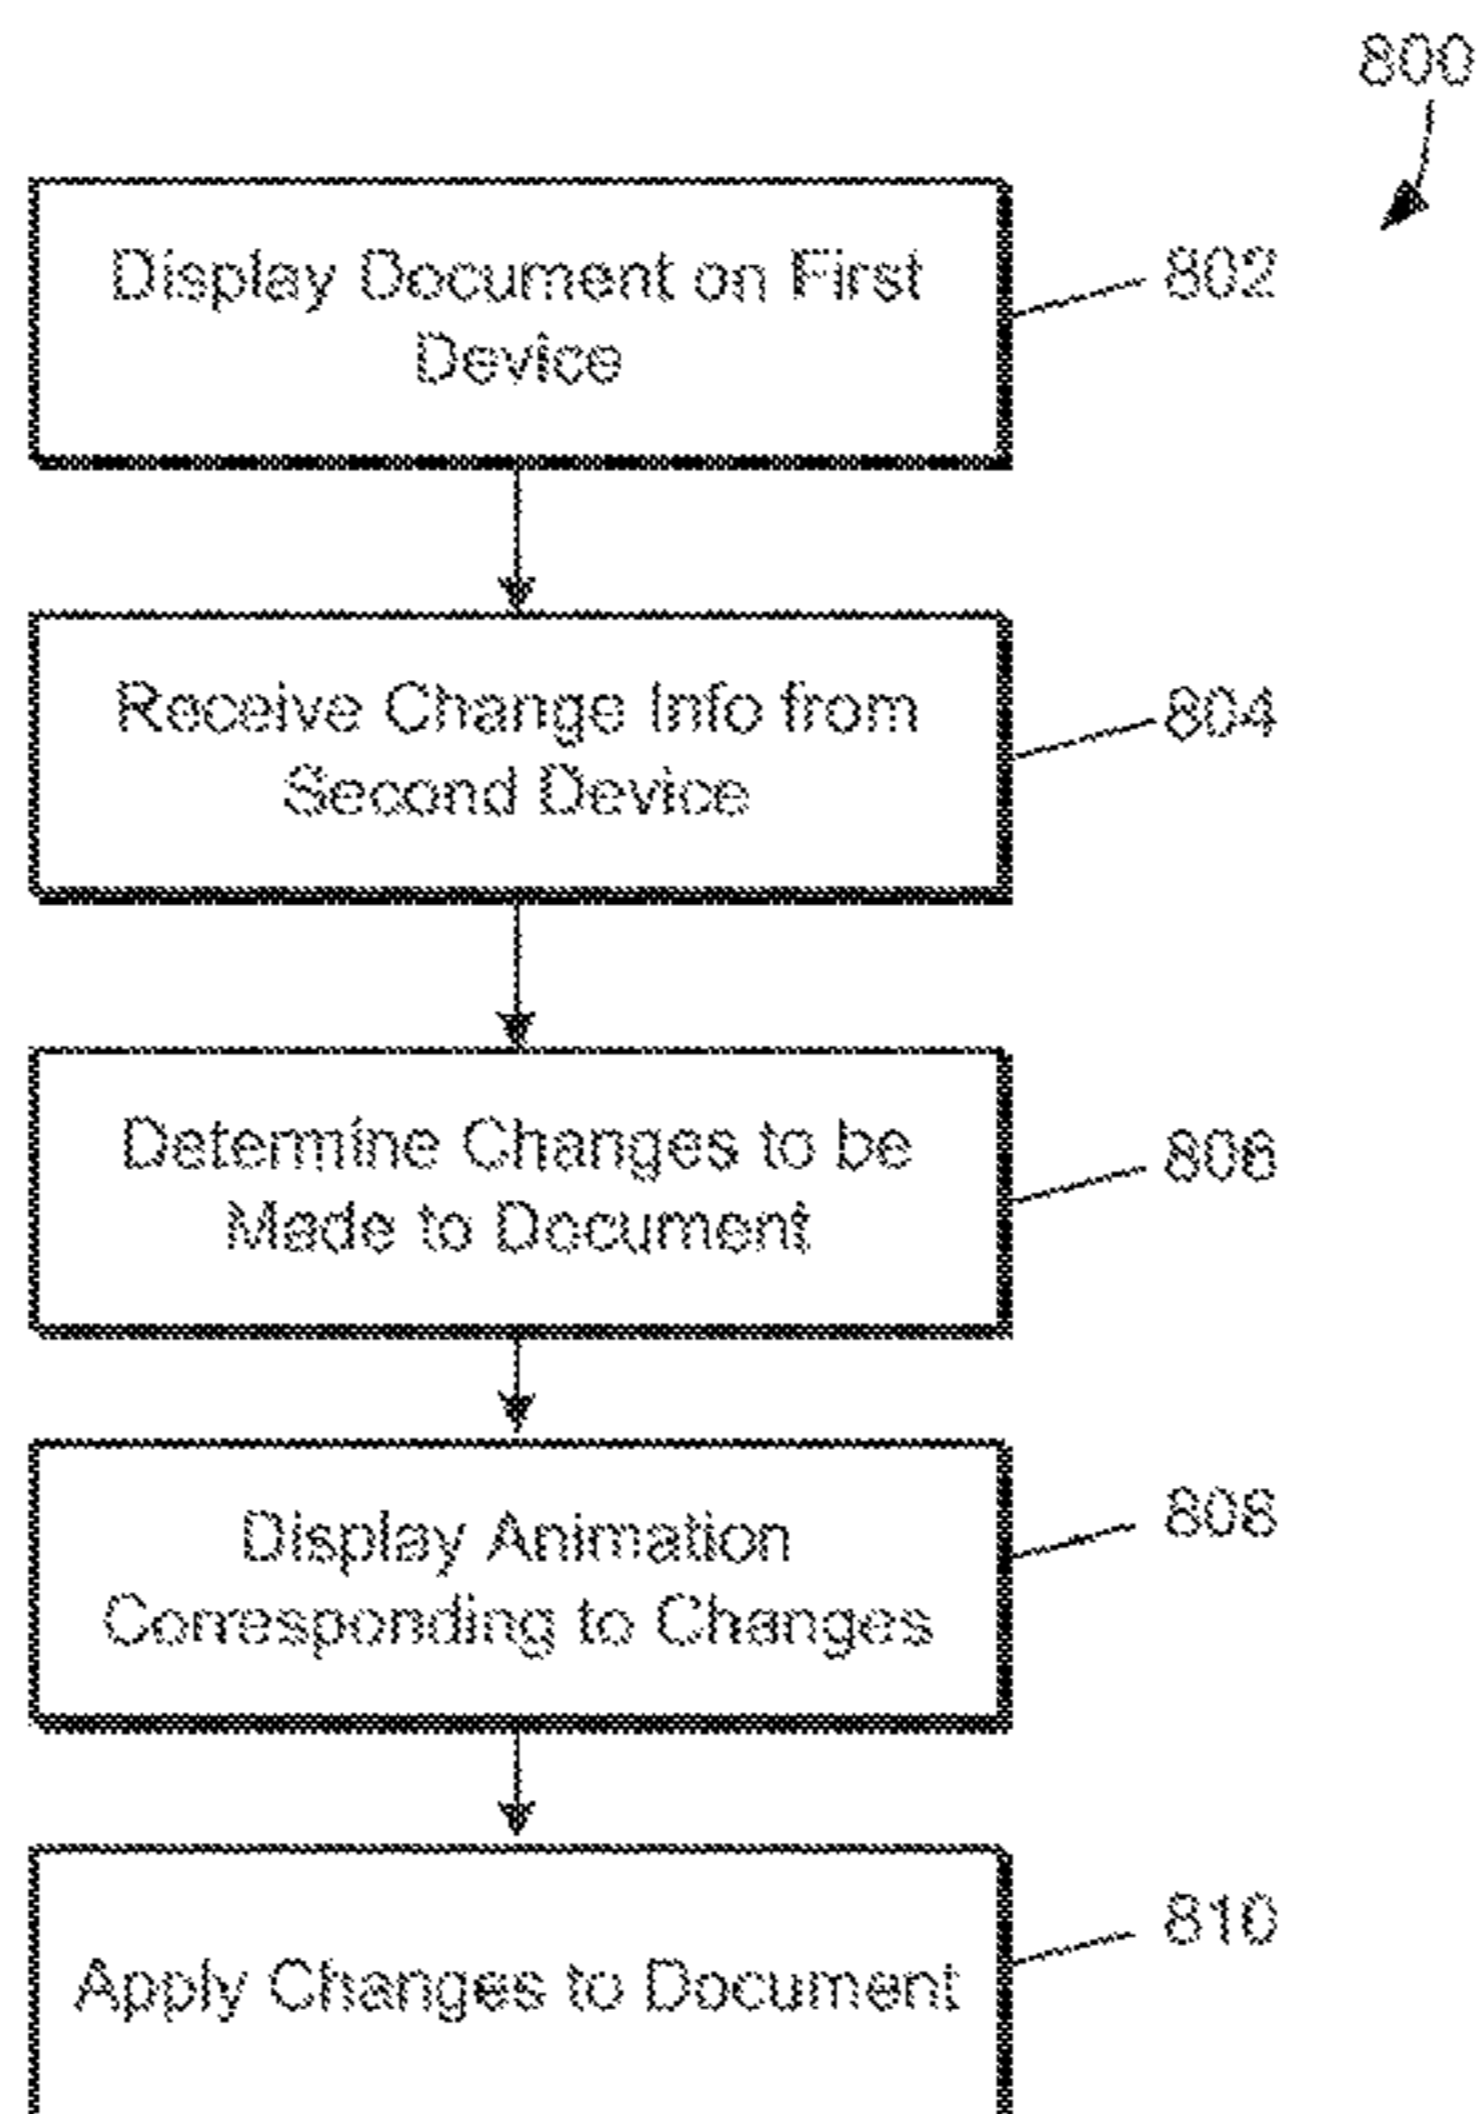 800
Display Document on First
Device
802
Receive Change Info from
Second Device
804
Determine Changes to be
Made to Document
806
Display Animation
Corresponding to Changes
808
Apply Changes to Document
810